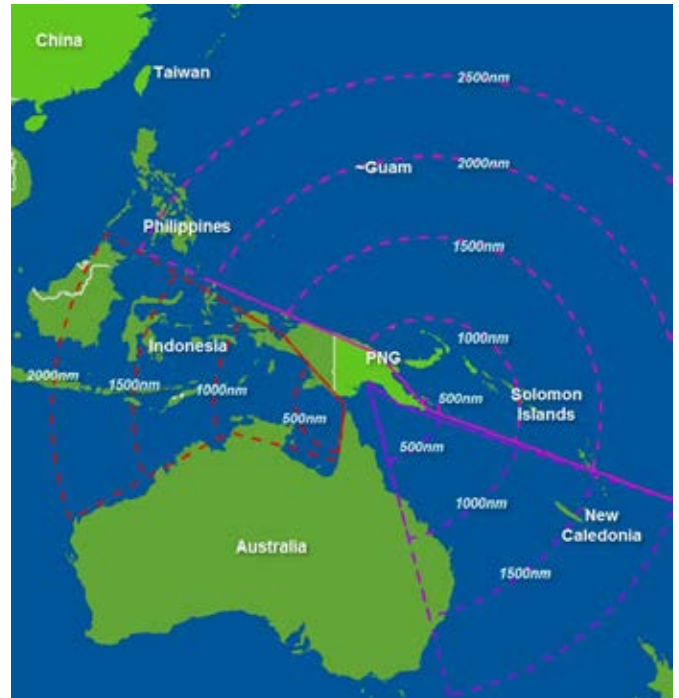 China
Taiwan
2500nm
~Guam
2000nm
Philippines
1500nm
1000nm
Indonesia
PNG
2000nm
1500nm
1000nm
500nm
Solomon
Islands
500nm
500nm
1000nm
New
Caledonia
Australia
1500nm